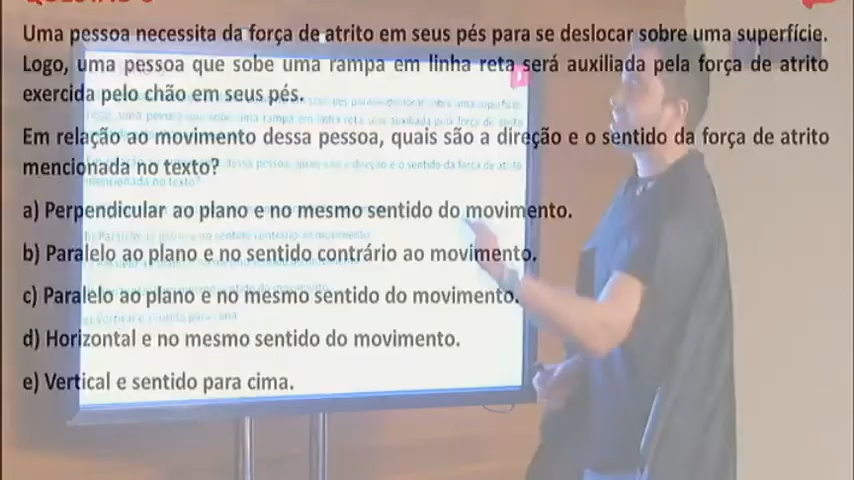 Uma pessoa necessita da força de atrito em seus pés para se deslocar sobre uma superfície.
Logo, uma pessoa que sobe uma rampa em linha reta será auxiliada pela força de atrito
exercida pelo chão em seus pés.
Em relação ao movimento dessa pessoa, quais são a direção e o sentido da força de atrito
mencionada no texto?
a) Perpendicular ao plano e no mesmo sentido do movimento.
b) Paralelo ao plano e no sentido contrário ao movimento.
c) Paralelo ao plano e no mesmo sentido do movimento.
d) Horizontal e no mesmo sentido do movimento.
e) Vertical e sentido para cima.